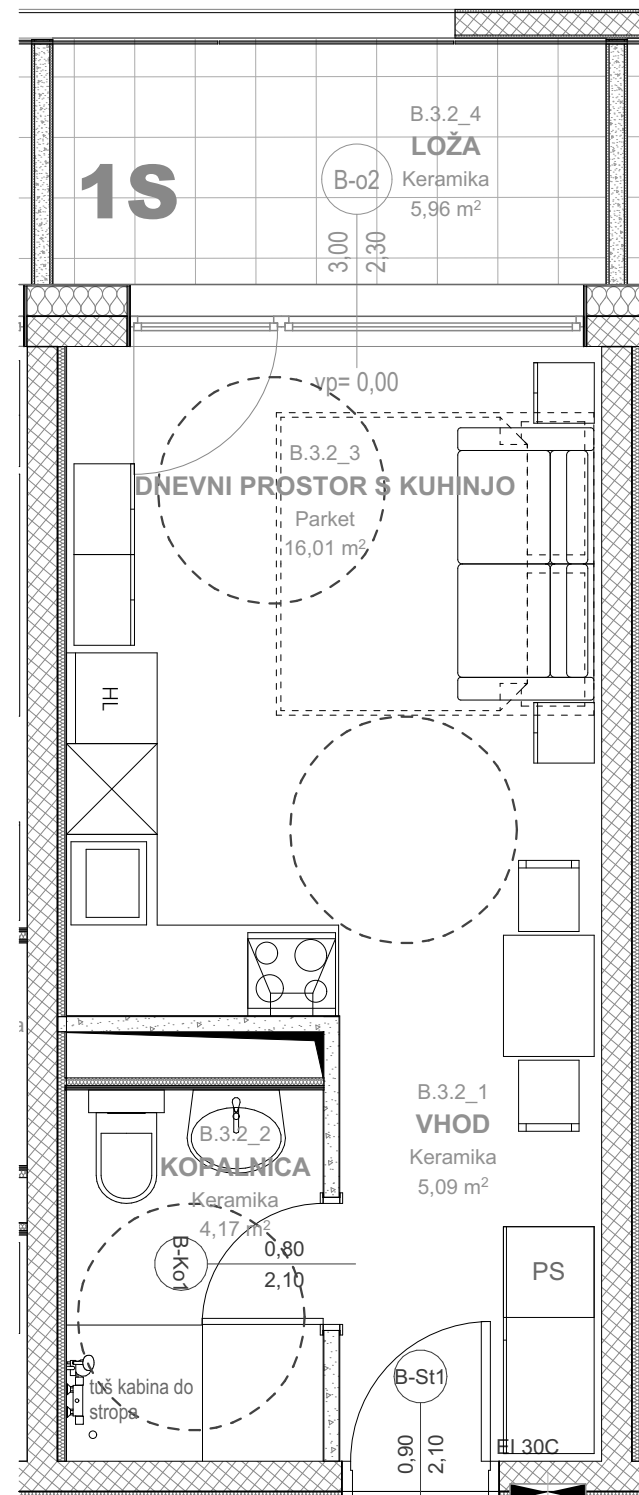 B.3.2_4
LOŽA
Keramika
5,96 m²
1S
B-o2
3,00
2,30
vp= 0,00
B.3.2_3
DNEVNI PROSTOR S KUHINJO
Parket
16,01 m²
HL
B.3.2_1
VHOD
Keramika
5,09 m²
B.3.2_2
KOPALNICA
Keramika
4,17 m²
B-Ko1
0,80
2,10
PS
tuš kabina do
stropa
B-St1
0,90
2,10
EI 30C